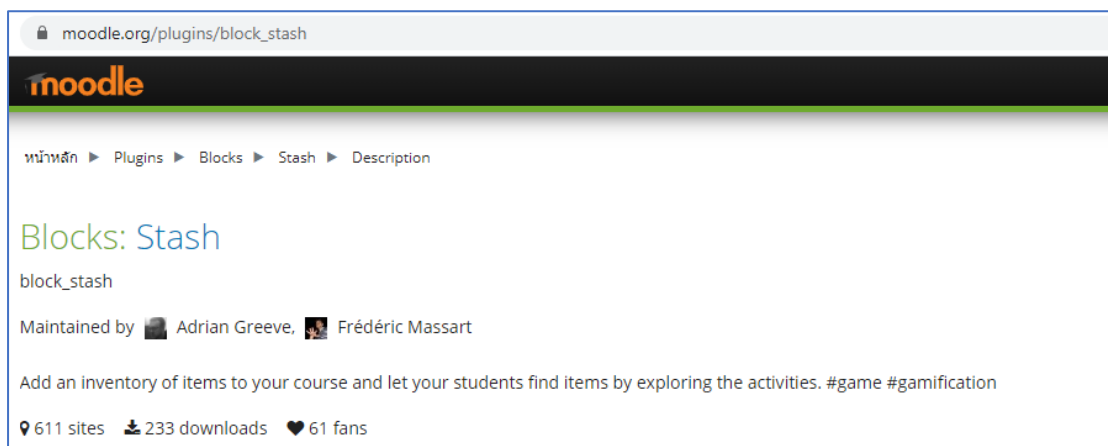 moodle.org/plugins/block_stash
moodle
หน้าหลัก ► Plugins ► Blocks ► Stash ► Description
Blocks: Stash
block_stash
Maintained by Adrian Greeve, Frédéric Massart
Add an inventory of items to your course and let your students find items by exploring the activities. #game #gamification
611 sites 233 downloads 61 fans